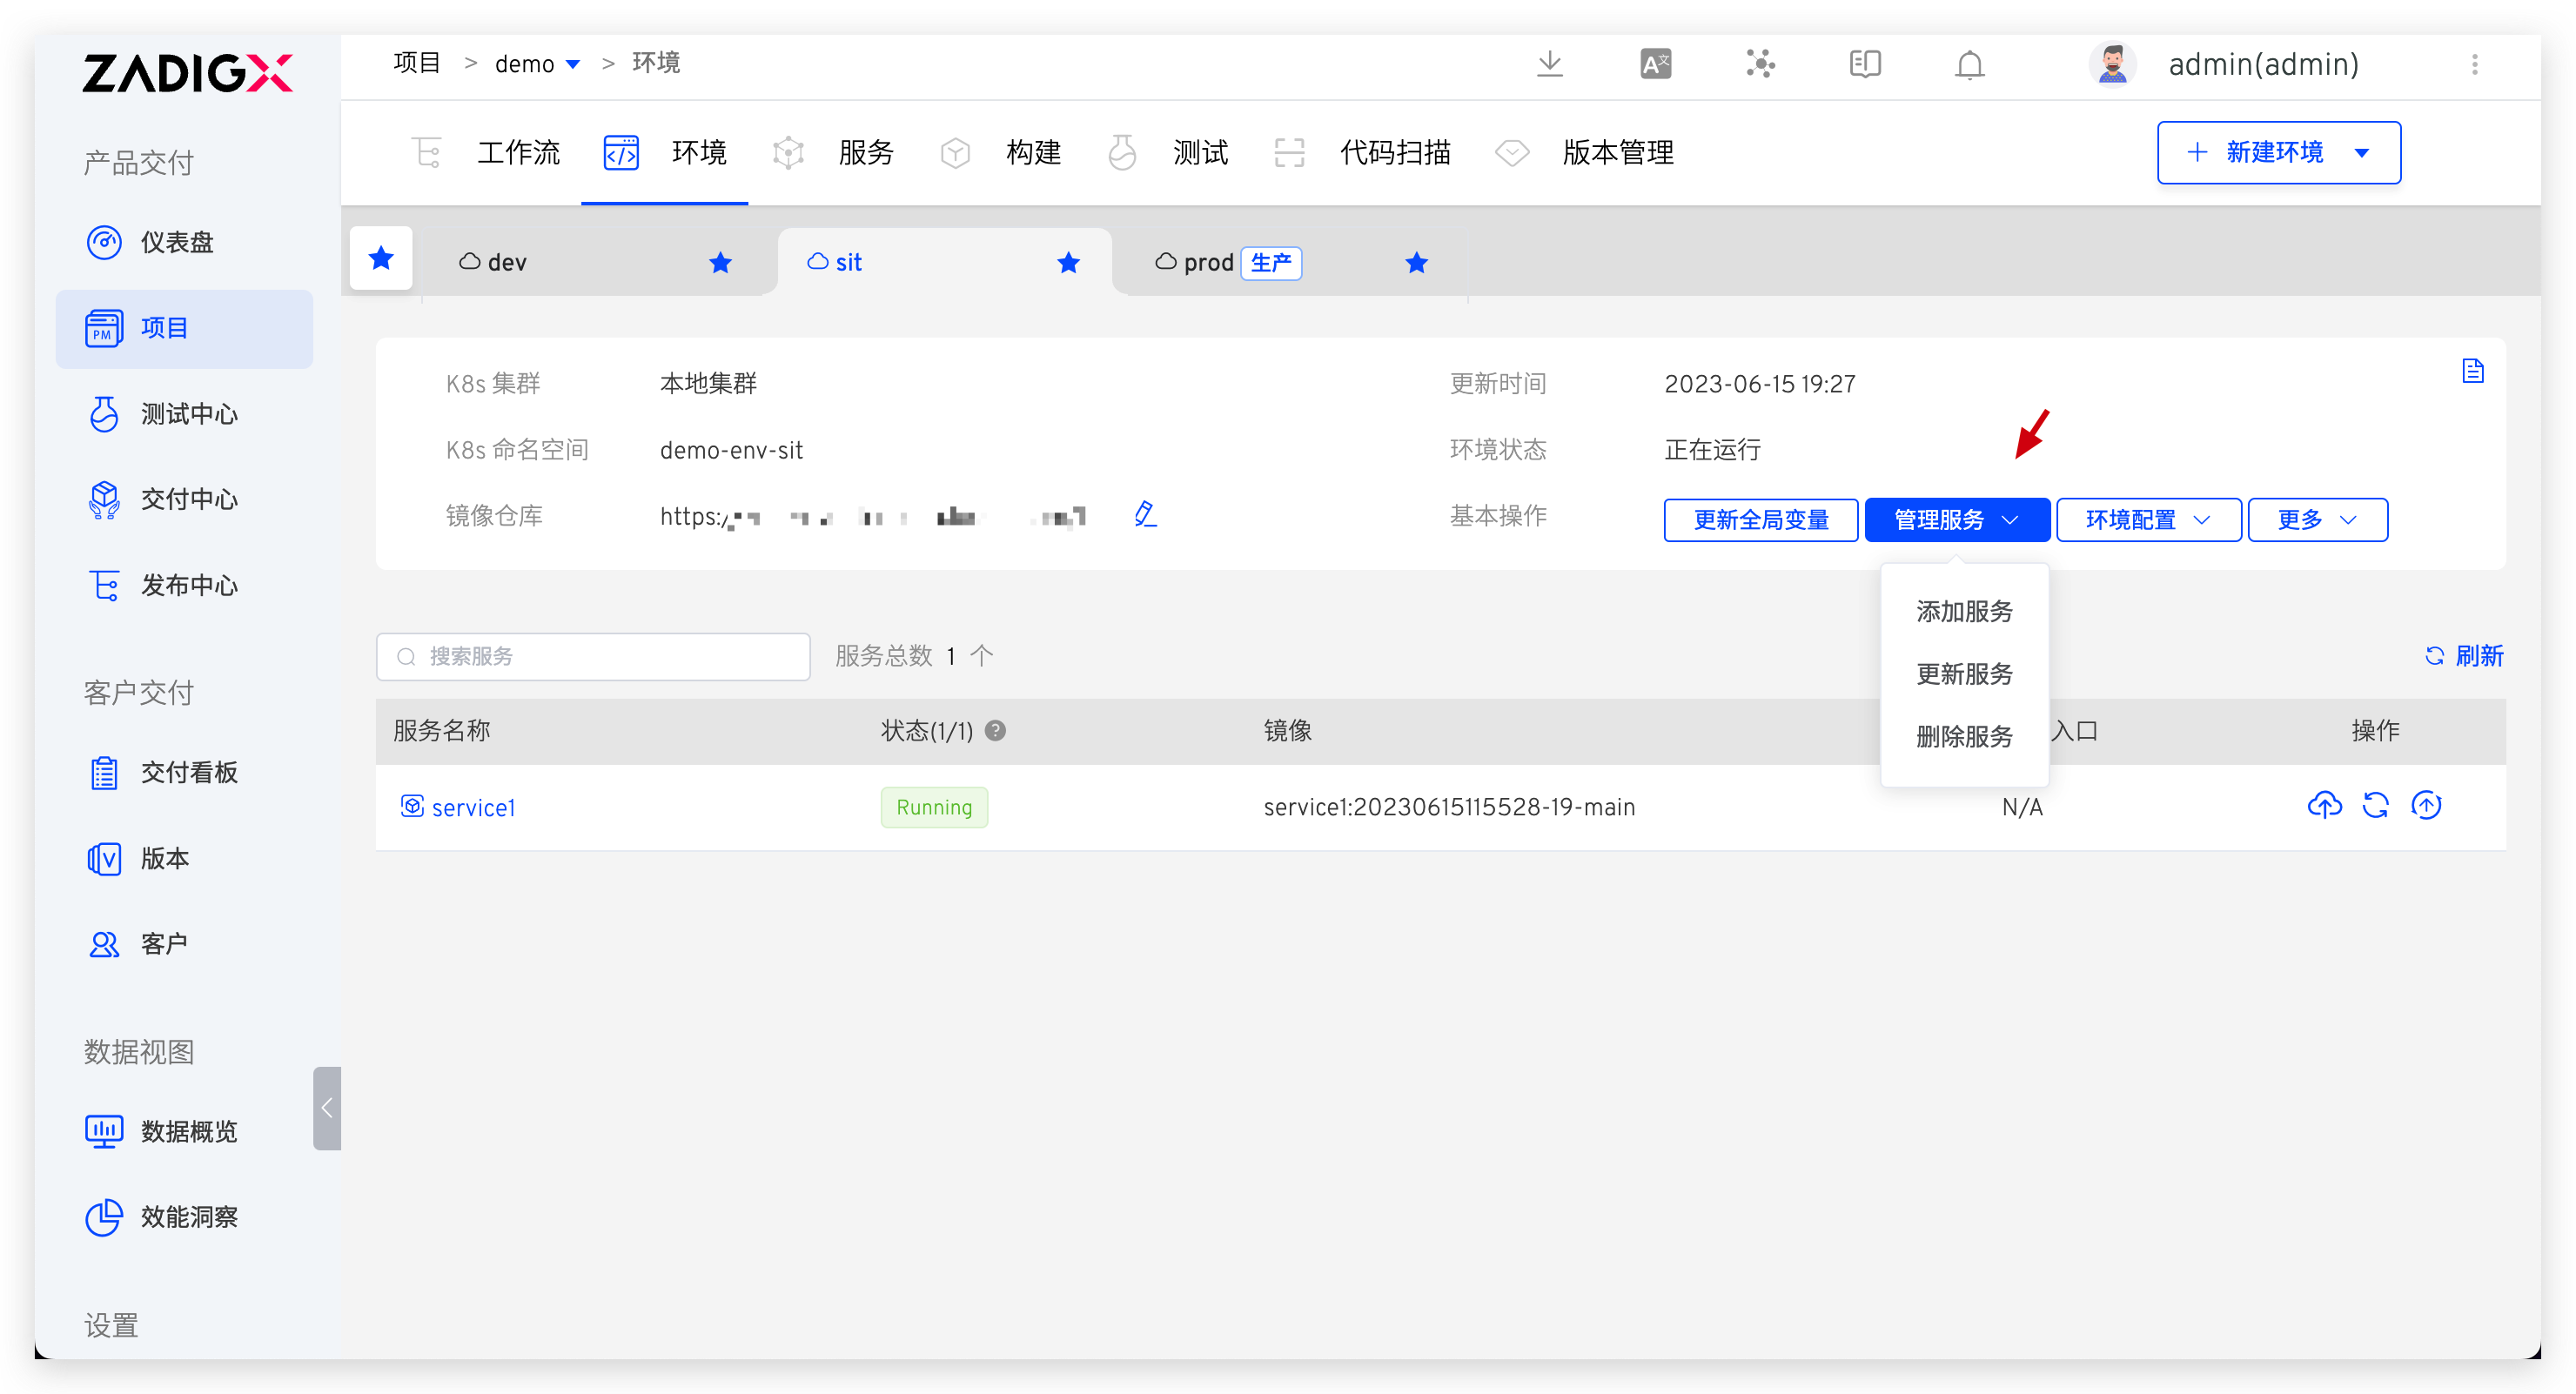 ZADIGX
项目 > demo > 环境
admin(admin)
工作流 环境 服务 构建 测试 代码扫描 版本管理
+ 新建环境
产品交付
仪表盘
PM 项目
测试中心
交付中心
发布中心
客户交付
交付看板
版本
客户
数据视图
数据概览
效能洞察
设置
dev sit prod 生产
K8s 集群 本地集群 更新时间 2023-06-15 19:27
K8s 命名空间 demo-env-sit 环境状态 正在运行
镜像仓库 https:/ 基本操作 更新全局变量 管理服务 环境配置 更多
添加服务
更新服务
删除服务
搜索服务 服务总数 1 个 刷新
服务名称 状态(1/1) ? 镜像 入口 操作
service1 Running service1:20230615115528-19-main N/A